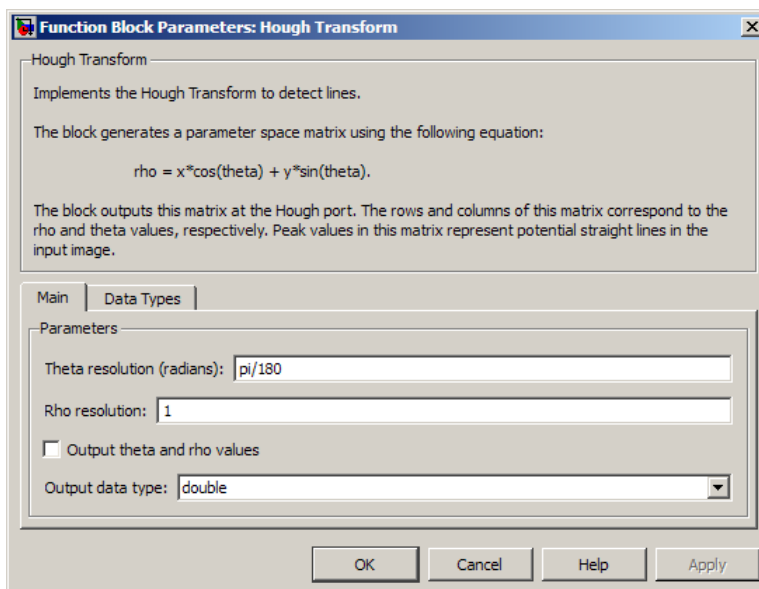 Function Block Parameters: Hough Transform
Hough Transform
Implements the Hough Transform to detect lines.
The block generates a parameter space matrix using the following equation:
rho = x*cos(theta) + y*sin(theta).
The block outputs this matrix at the Hough port. The rows and columns of this matrix correspond to the
rho and theta values, respectively. Peak values in this matrix represent potential straight lines in the
input image.
Main Data Types
Parameters
Theta resolution (radians): pi/180
Rho resolution: 1
Output theta and rho values
Output data type: double
OK Cancel Help Apply